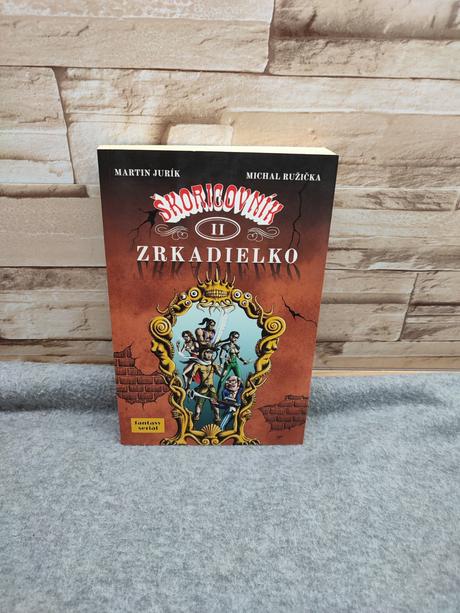 MARTIN JURÍK MICHAL RUŽIČKA
ŠKORICOVNÍK
II
ZRKADIELKO
fantasy
seriál